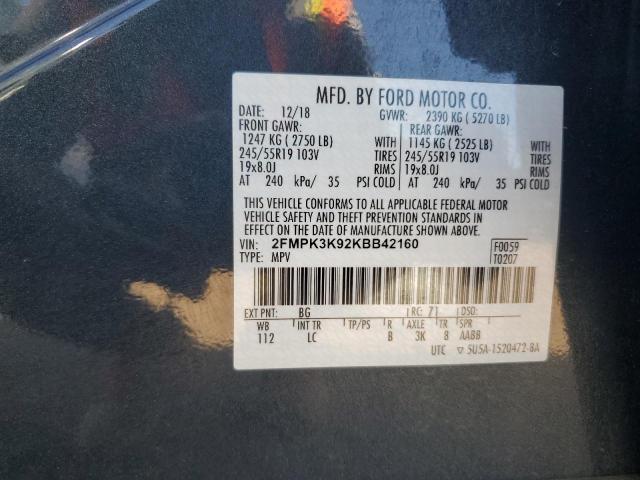 MFD. BY FORD MOTOR CO.
DATE: 12/18 GVWR: 2390 KG ( 5270 LB)
FRONT GAWR: REAR GAWR:
1247 KG ( 2750 LB) 1145 KG ( 2525 LB)
245/55R19 103V TIRES 245/55R19 103V TIRES
19x8.0J RIMS 19x8.0J RIMS
AT 240 kPa/ 35 PSI COLD AT 240 kPa/ 35 PSI COLD
THIS VEHICLE CONFORMS TO ALL APPLICABLE FEDERAL MOTOR
VEHICLE SAFETY AND THEFT PREVENTION STANDARDS IN
EFFECT ON THE DATE OF MANUFACTURE SHOWN ABOVE.
VIN: 2FMPK3K92KBB42160 F0059
TYPE: MPV T0207
EXT PNT: BG RC: 71 DSO:
WB INT TR TP/PS R AXLE TR SPR
112 LC B 3K 8 AABB
UTC ▽ 5U5A-1520472-BA